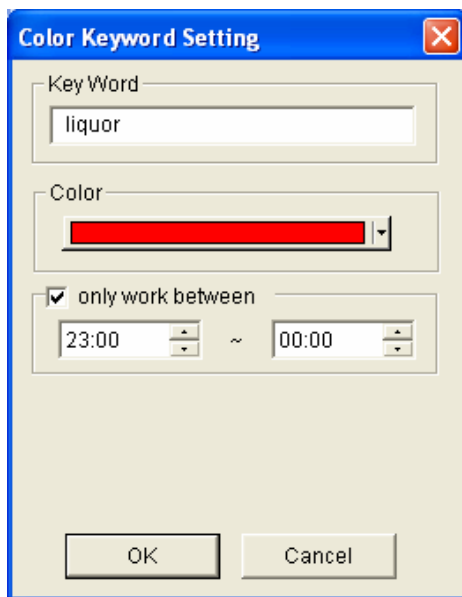 Color Keyword Setting
Key Word
liquor
Color
only work between
23:00 ~ 00:00
OK Cancel